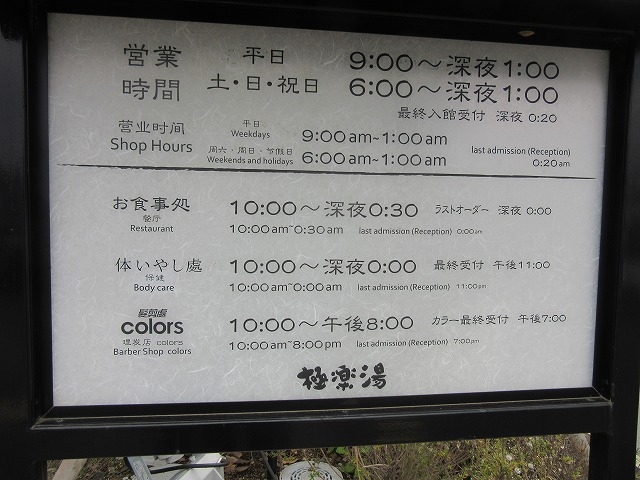 営業時間
平日 9:00～深夜1:00
土・日・祝日 6:00～深夜1:00
最終入館受付 深夜 0:20
营业时间
Shop Hours
平日
Weekdays 9:00am~1:00am
周六・周日・节假日
Weekends and holidays 6:00am~1:00am
last admission (Reception)
0:20am
お食事処 10:00～深夜0:30 ラストオーダー 深夜 0:00
餐厅
Restaurant 10:00am~0:30am last admission (Reception) 0:00am
体いやし處 10:00～深夜0:00 最終受付 午後11:00
保健
Body care 10:00am~0:00am last admission (Reception) 11:00pm
髪剪處
colors 10:00～午後8:00 カラー最終受付 午後7:00
理发店 colors
Barber Shop colors 10:00am~8:00pm last admission (Reception) 7:00pm
極楽湯